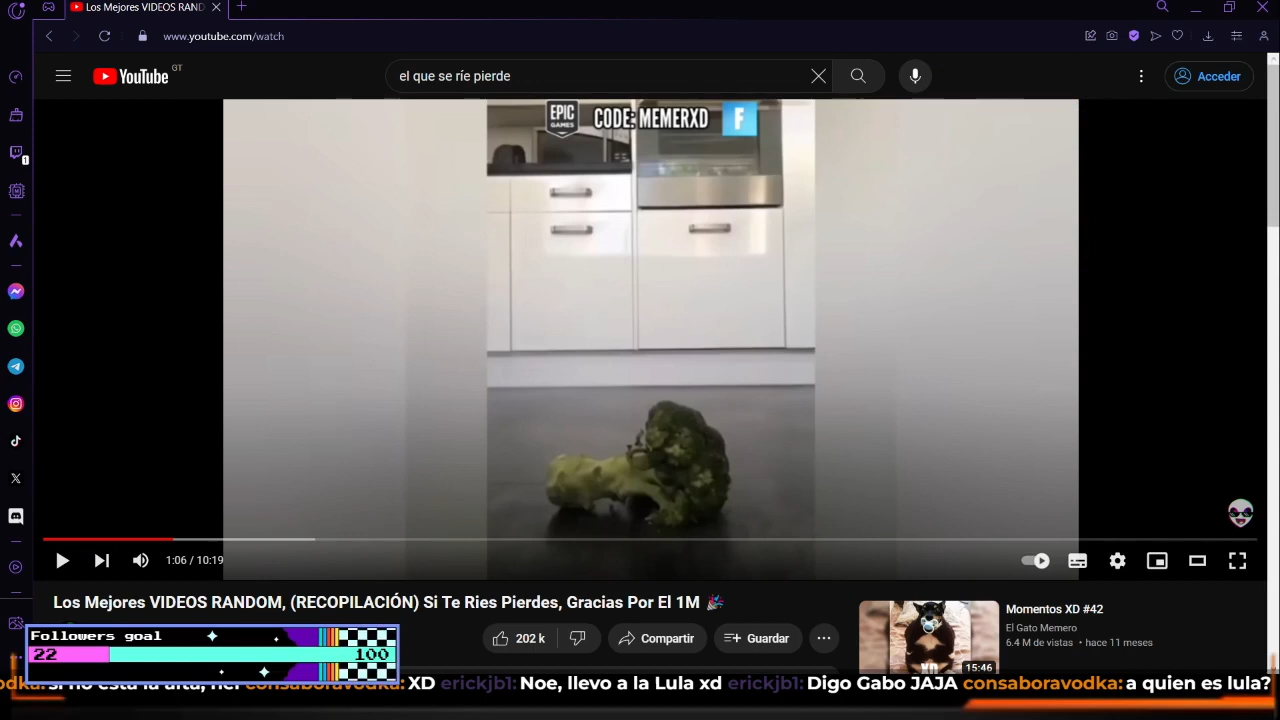 Los Mejores VIDEOS RAND
www.youtube.com/watch
YouTube GT
el que se ríe pierde
Acceder
1
EPIC GAMES CODE: MEMERXD F
1:06 / 10:19
Los Mejores VIDEOS RANDOM, (RECOPILACIÓN) Si Te Ries Pierdes, Gracias Por El 1M
202 k
Compartir
Guardar
Momentos XD #42
El Gato Memero
6.4 M de vistas • hace 11 meses
XD
15:46
Followers goal
22
100
consaboravodka: XD erickjb1: Noe, llevo a la Lula xd erickjb1: Digo Gabo JAJA consaboravodka: a quien es lula?